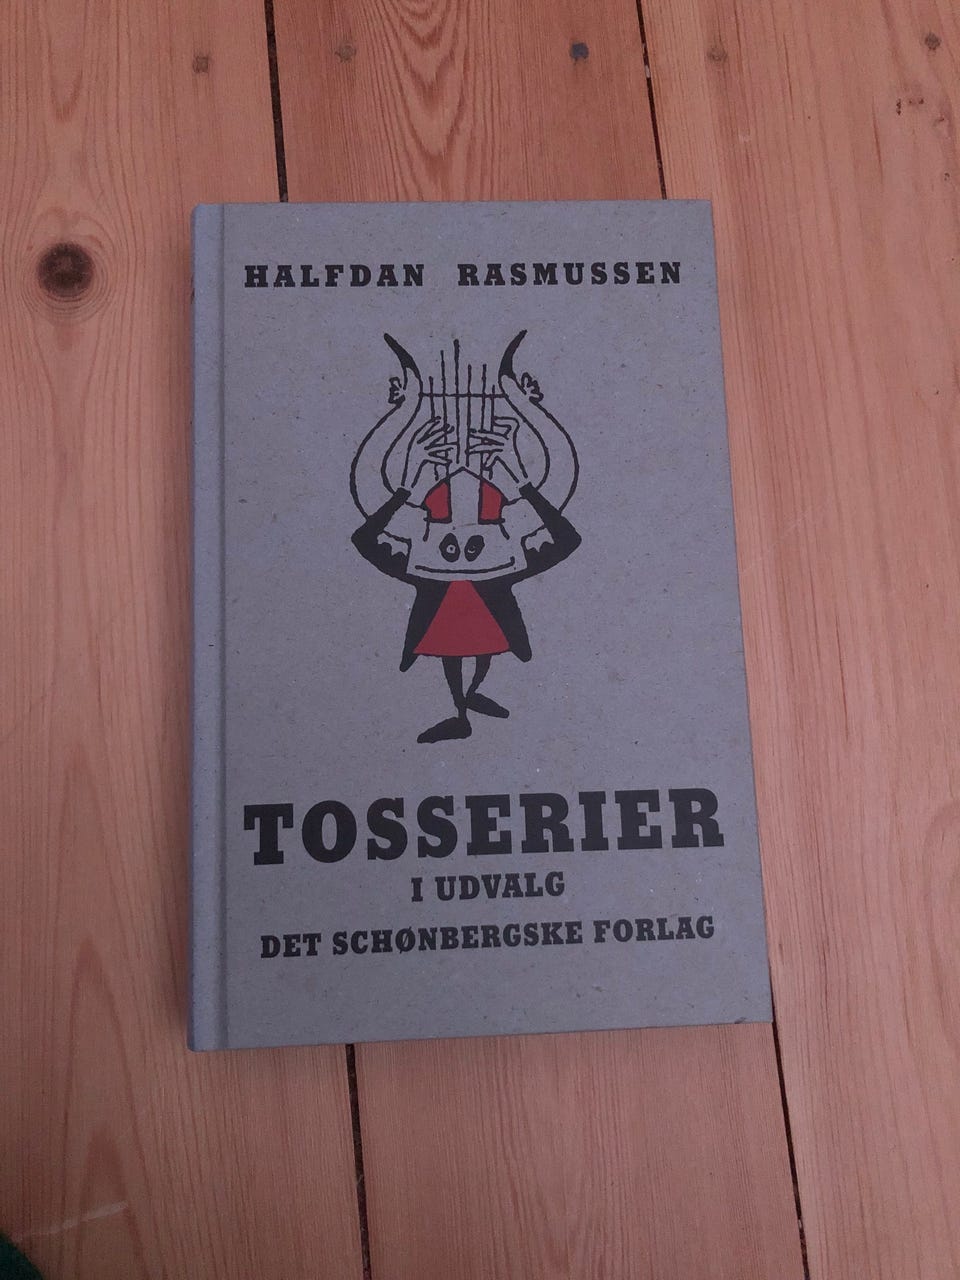 HALFDAN RASMUSSEN
TOSSERIER
I UDVALG
DET SCHØNBERGSKE FORLAG